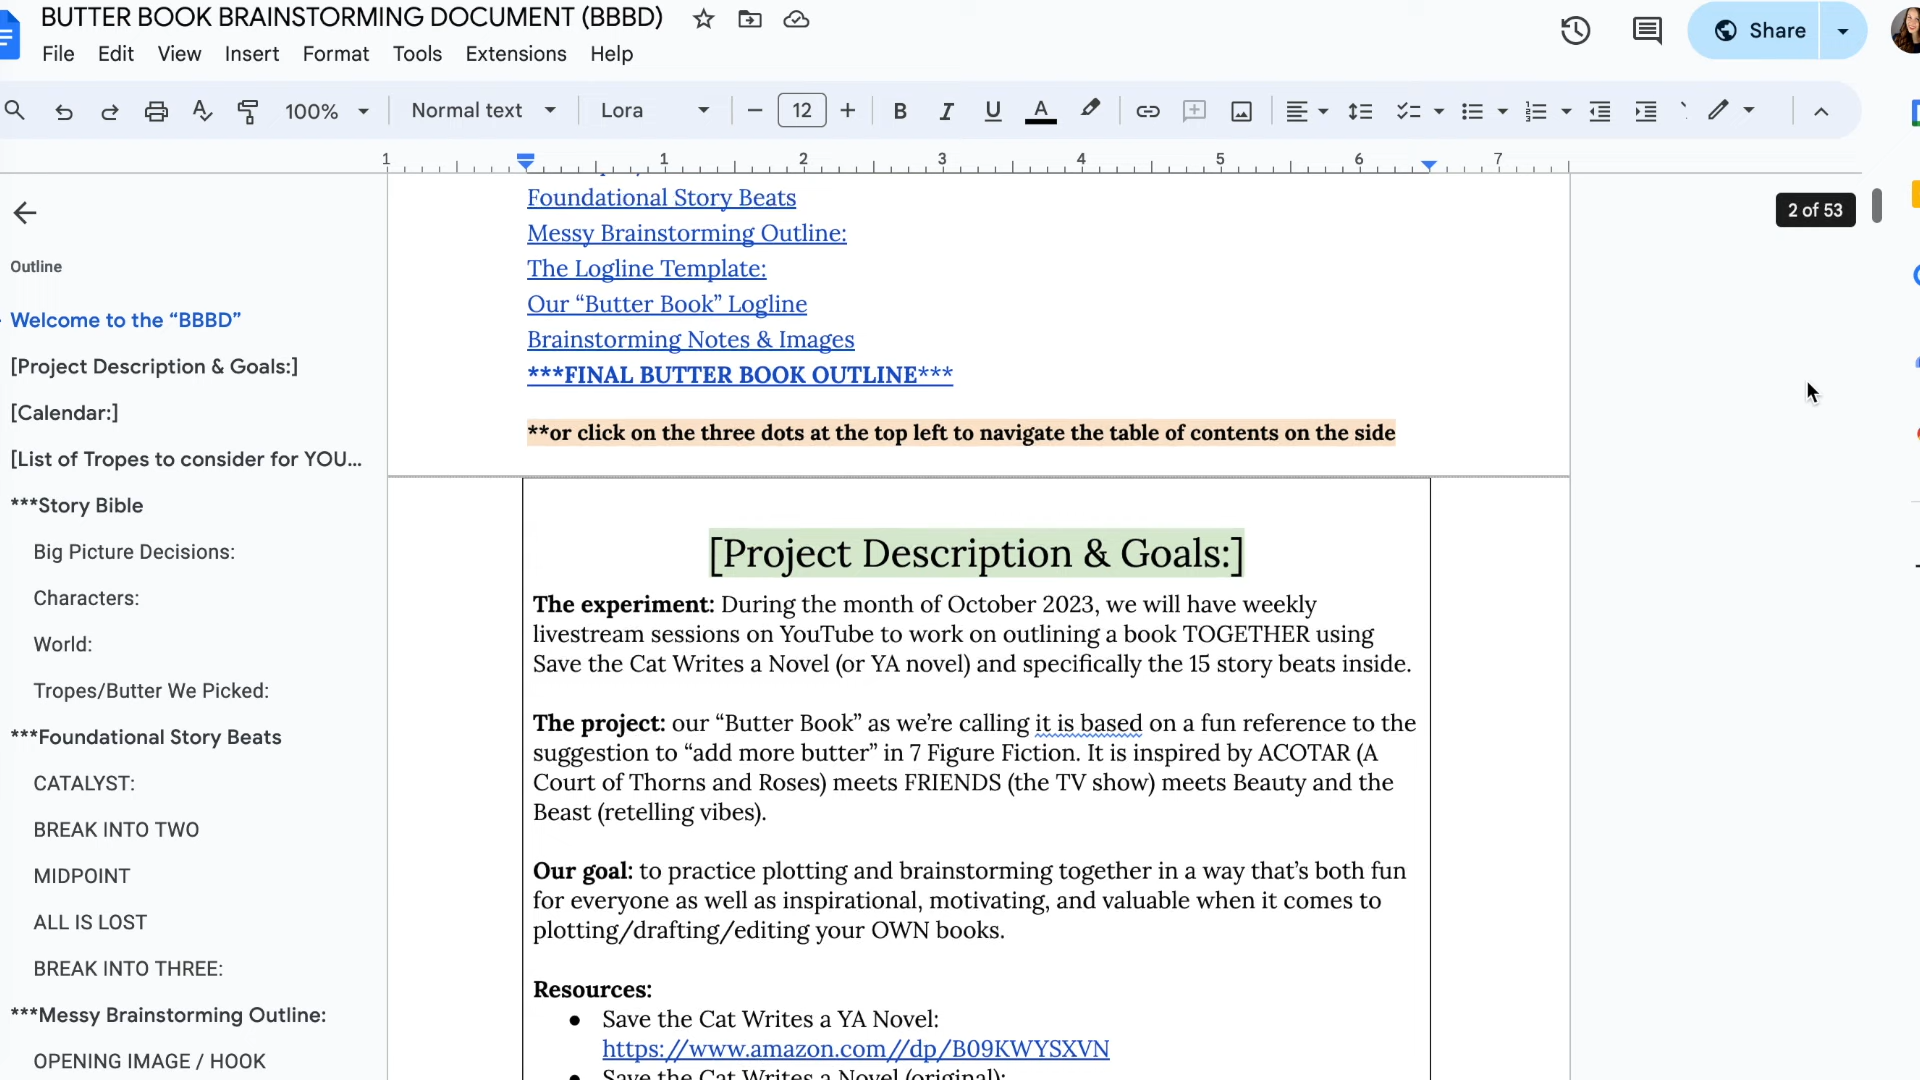 BUTTER BOOK BRAINSTORMING DOCUMENT (BBBD)
File Edit View Insert Format Tools Extensions Help
Share
100% Normal text Lora 12
1 1 2 3 4 5 6 7
2 of 53
Outline
Welcome to the “BBBD”
[Project Description & Goals:]
[Calendar:]
[List of Tropes to consider for YOU...
***Story Bible
Big Picture Decisions:
Characters:
World:
Tropes/Butter We Picked:
***Foundational Story Beats
CATALYST:
BREAK INTO TWO
MIDPOINT
ALL IS LOST
BREAK INTO THREE:
***Messy Brainstorming Outline:
OPENING IMAGE / HOOK
Foundational Story Beats
Messy Brainstorming Outline:
The Logline Template:
Our “Butter Book” Logline
Brainstorming Notes & Images
***FINAL BUTTER BOOK OUTLINE***
**or click on the three dots at the top left to navigate the table of contents on the side
[Project Description & Goals:]
The experiment: During the month of October 2023, we will have weekly
livestream sessions on YouTube to work on outlining a book TOGETHER using
Save the Cat Writes a Novel (or YA novel) and specifically the 15 story beats inside.
The project: our “Butter Book” as we’re calling it is based on a fun reference to the
suggestion to “add more butter” in 7 Figure Fiction. It is inspired by ACOTAR (A
Court of Thorns and Roses) meets FRIENDS (the TV show) meets Beauty and the
Beast (retelling vibes).
Our goal: to practice plotting and brainstorming together in a way that’s both fun
for everyone as well as inspirational, motivating, and valuable when it comes to
plotting/drafting/editing your OWN books.
Resources:
● Save the Cat Writes a YA Novel:
https://www.amazon.com//dp/B09KWYSXVN
● Save the Cat Writes a Novel (original):